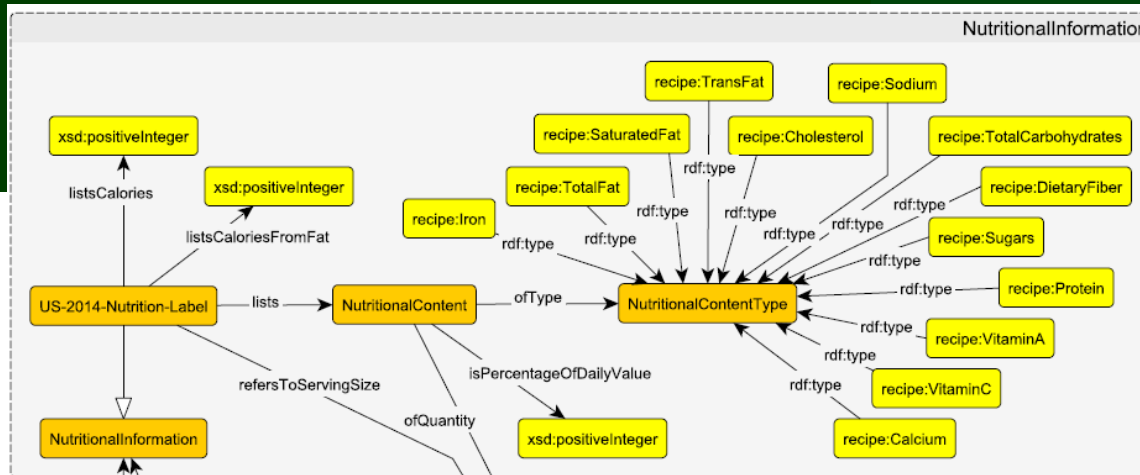 NutritionalInformation
recipe:TransFat
recipe:Sodium
xsd:positiveInteger
recipe:SaturatedFat
recipe:Cholesterol
recipe:TotalCarbohydrates
rdf:type
listsCalories
xsd:positiveInteger
recipe:TotalFat
recipe:DietaryFiber
recipe:Iron
rdf:type
rdf:type
rdf:type
rdf:type
rdf:type
listsCaloriesFromFat
rdf:type
rdf:type
rdf:type
recipe:Sugars
rdf:type
US-2014-Nutrition-Label
lists
NutritionalContent
ofType
NutritionalContentType
rdf:type
recipe:Protein
rdf:type
recipe:VitaminA
rdf:type
recipe:VitaminC
refersToServingSize
isPercentageOfDailyValue
rdf:type
ofQuantity
NutritionalInformation
xsd:positiveInteger
recipe:Calcium